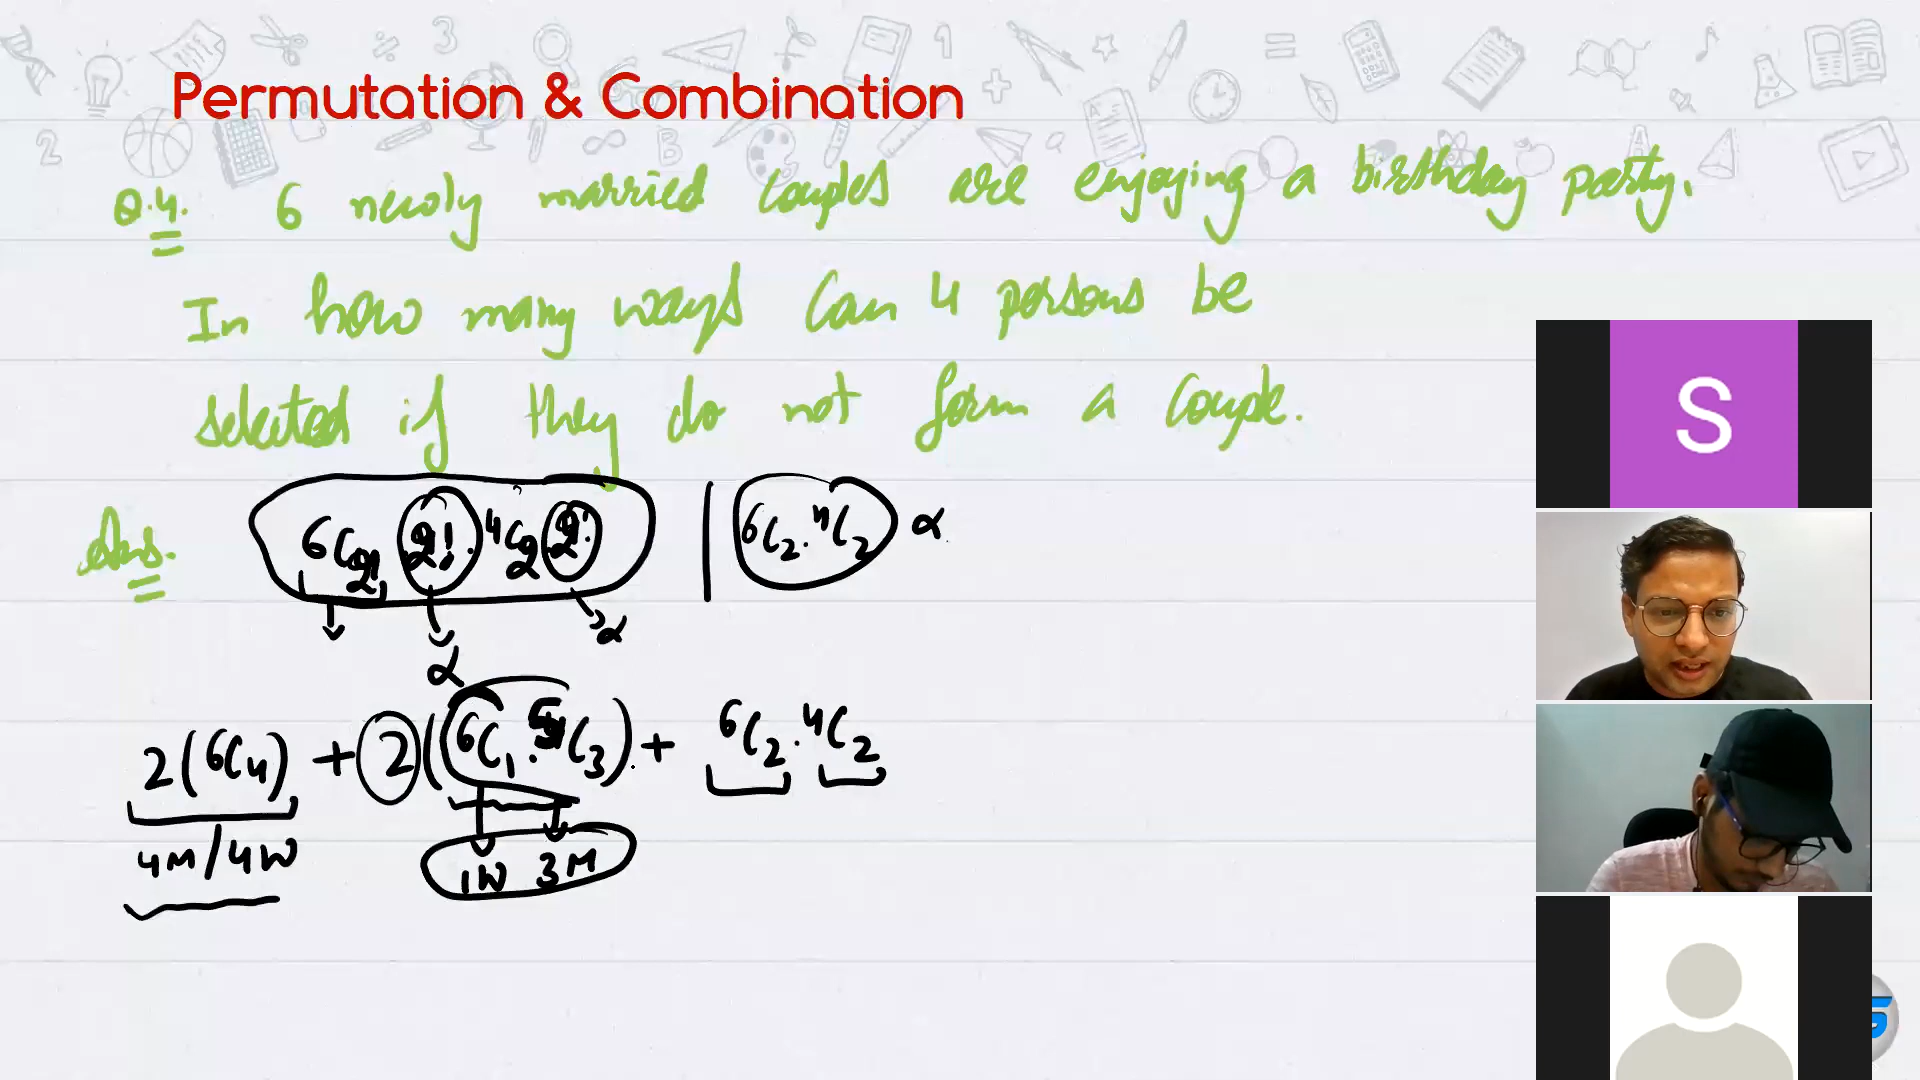 Permutation & Combination
Q.4. 6 newly married couples are enjoying a birthday party.
In how many ways can 4 persons be
selected if they do not form a couple.
Ans. 6C2 2! . 4C2 2! | 6C2 . 4C2 α
α α
2(6C4) + 2(6C1 . 5C3) + 6C2 . 4C2
4M/4W 1W 3M
S